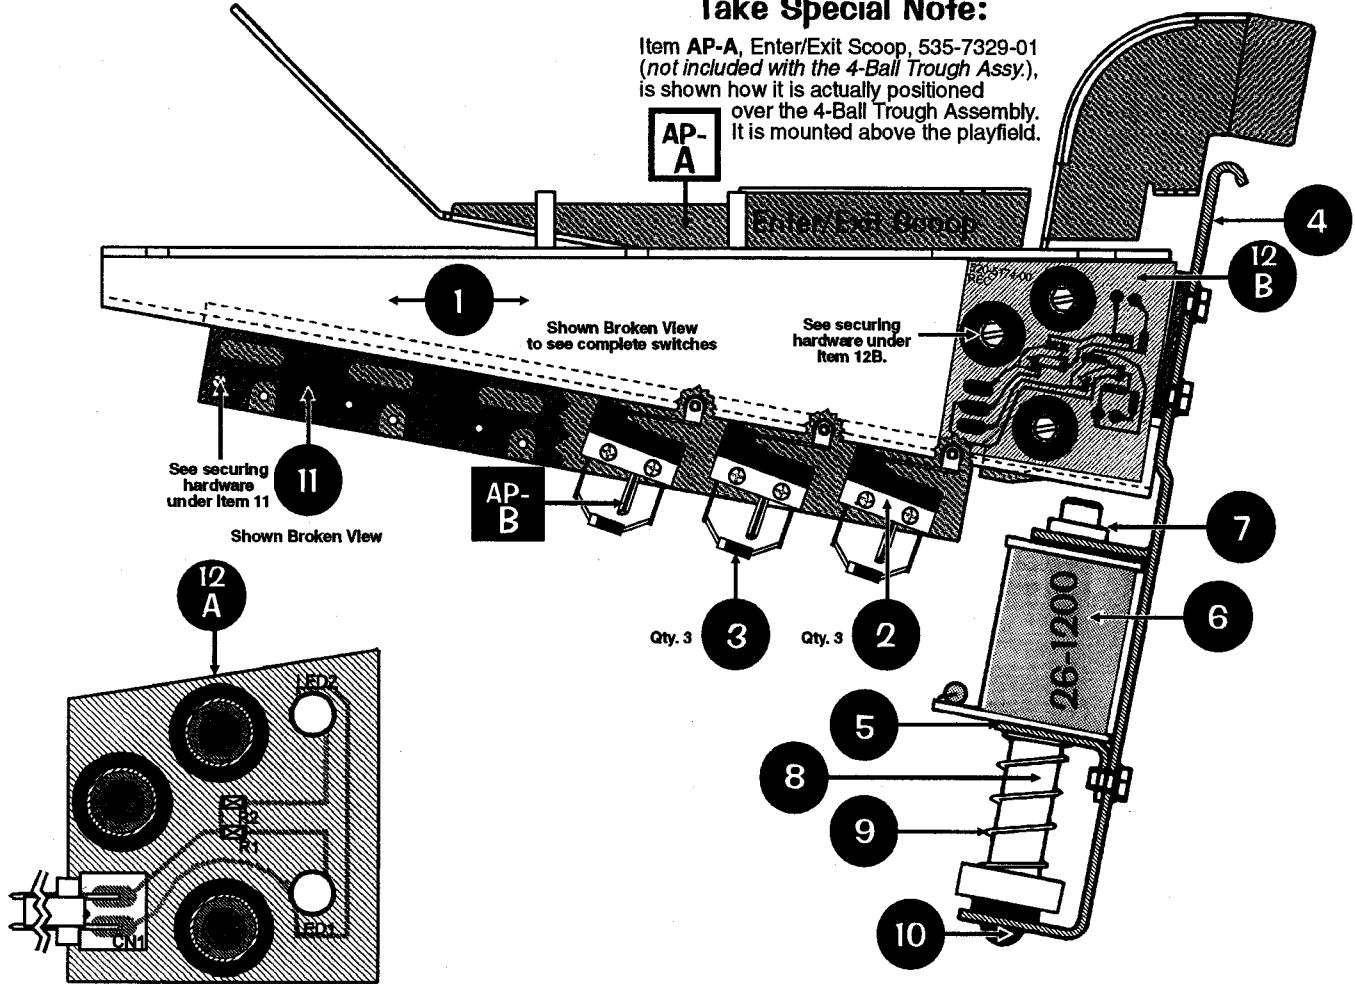 Take Special Note:
Item AP-A, Enter/Exit Scoop, 535-7329-01
(not included with the 4-Ball Trough Assy.),
is shown how it is actually positioned
over the 4-Ball Trough Assembly.
It is mounted above the playfield.
AP-
A
Enter/Exit Scoop
4
12
B
520-5174-00
REC
1
Shown Broken View
to see complete switches
See securing
hardware under
Item 12B.
See securing
hardware
under Item 11
11
Shown Broken View
AP-
B
7
12
A
Qty. 3
3
Qty. 3
2
6
26-1200
LED2
5
8
9
R2
R1
LED1
CN1
10